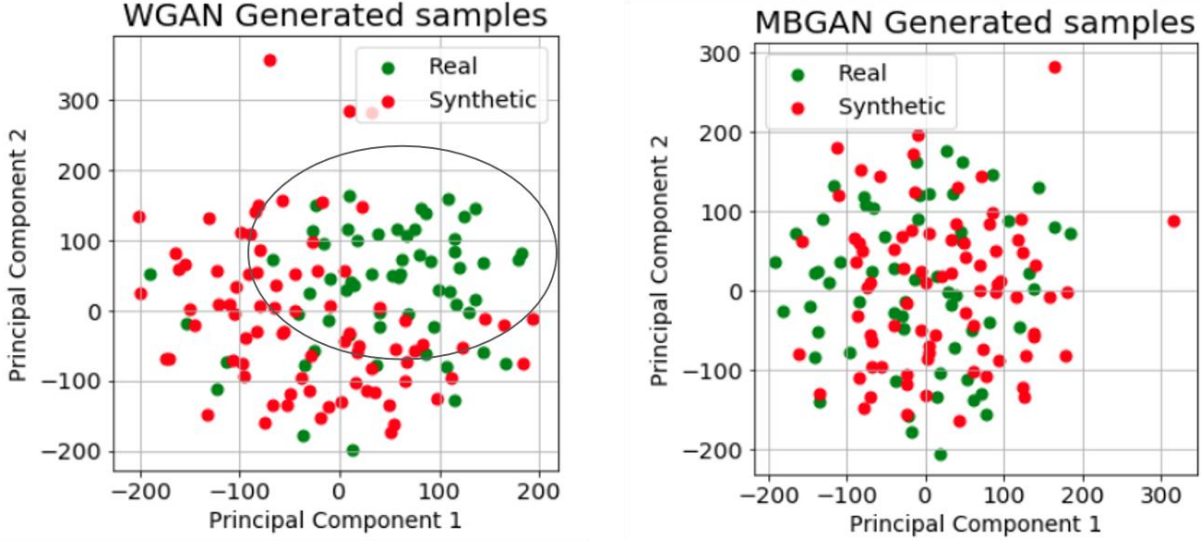 WGAN Generated samples
Real
Synthetic
300
200
100
0
−100
−200
Principal Component 2
−200
−100
0
100
200
Principal Component 1
MBGAN Generated samples
Real
Synthetic
300
200
100
0
−100
−200
Principal Component 2
−200
−100
0
100
200
300
Principal Component 1